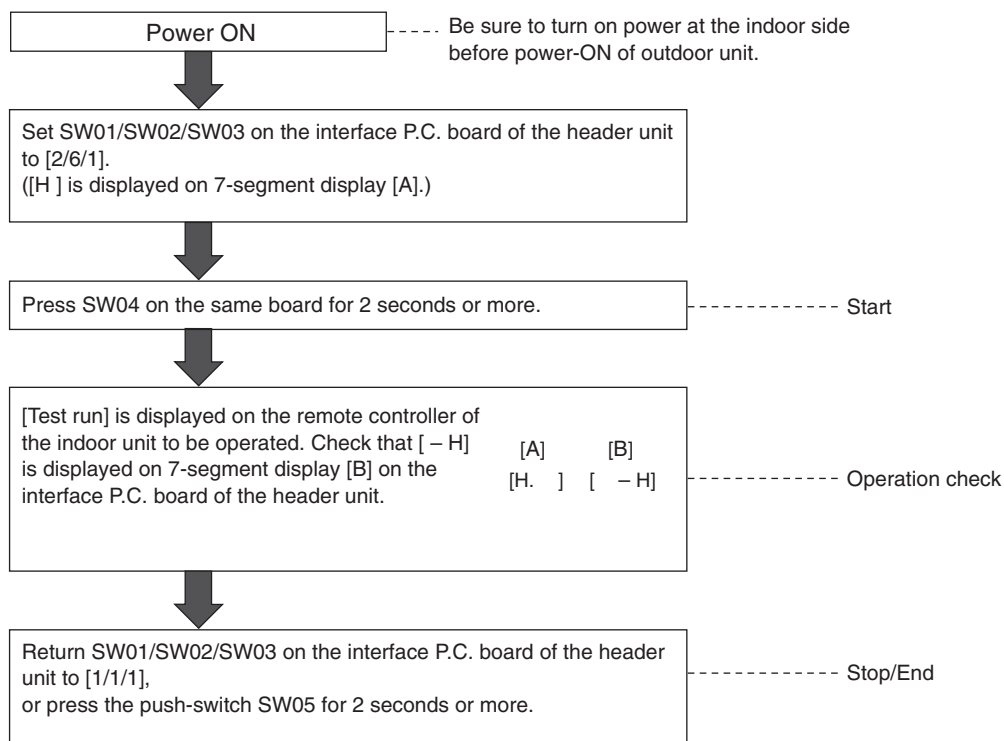 Power ON
Be sure to turn on power at the indoor side
before power-ON of outdoor unit.
Set SW01/SW02/SW03 on the interface P.C. board of the header unit
to [2/6/1].
([H ] is displayed on 7-segment display [A].)
Press SW04 on the same board for 2 seconds or more.
Start
[Test run] is displayed on the remote controller of
the indoor unit to be operated. Check that [ – H]
is displayed on 7-segment display [B] on the
interface P.C. board of the header unit.
[A] [B]
[H. ] [ – H]
Operation check
Return SW01/SW02/SW03 on the interface P.C. board of the header
unit to [1/1/1],
or press the push-switch SW05 for 2 seconds or more.
Stop/End